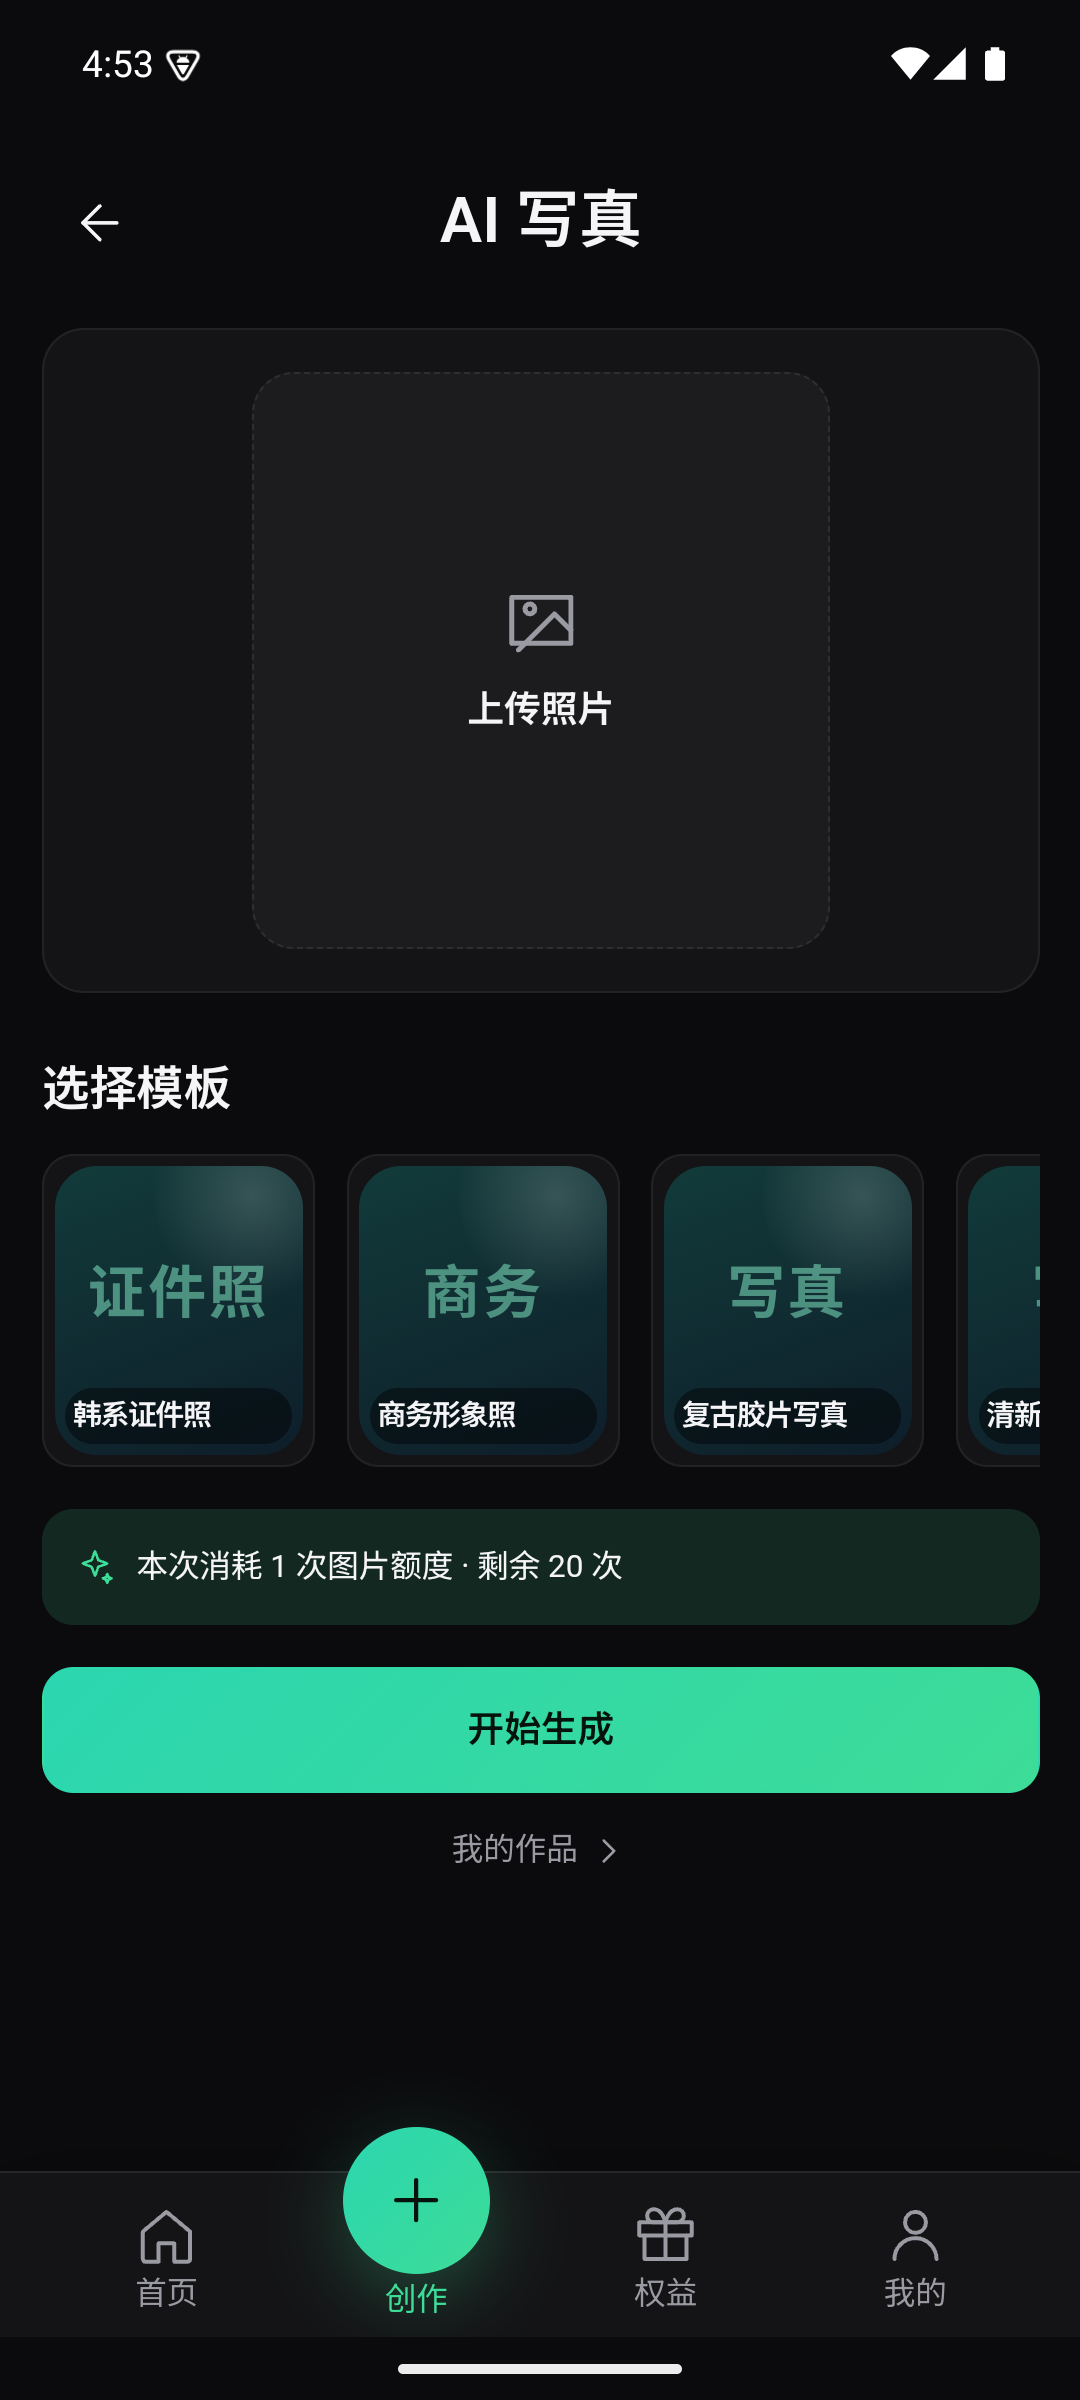 4:53
AI 写真
上传照片
选择模板
证件照
商务
写真
韩系证件照
商务形象照
复古胶片写真
清新
本次消耗 1 次图片额度 · 剩余 20 次
开始生成
我的作品
首页
创作
权益
我的